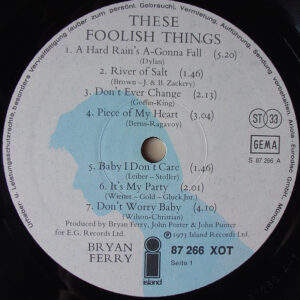 THESE
FOOLISH THINGS
1. A Hard Rain's A-Gonna Fall (5.20)
(Dylan)
2. River of Salt (1.46)
(Brown - J. & B. Zackery)
3. Don't Ever Change (2.13)
(Goffin-King)
4. Piece of My Heart (3.04)
(Berns-Ragavoy)
5. Baby I Don't Care (1.46)
(Leiber - Stoller)
6. It's My Party (2.01)
(Wiener - Gold - Gluck Jnr.)
7. Don't Worry Baby (4.10)
(Wilson-Christian)
Produced by Bryan Ferry, John Porter & John Punter
for E.G. Records Ltd. ℗ 1973 Island Records Ltd.
BRYAN
FERRY
island
87 266 XOT
Seite 1
ST 33
GEMA
S 87 266 A